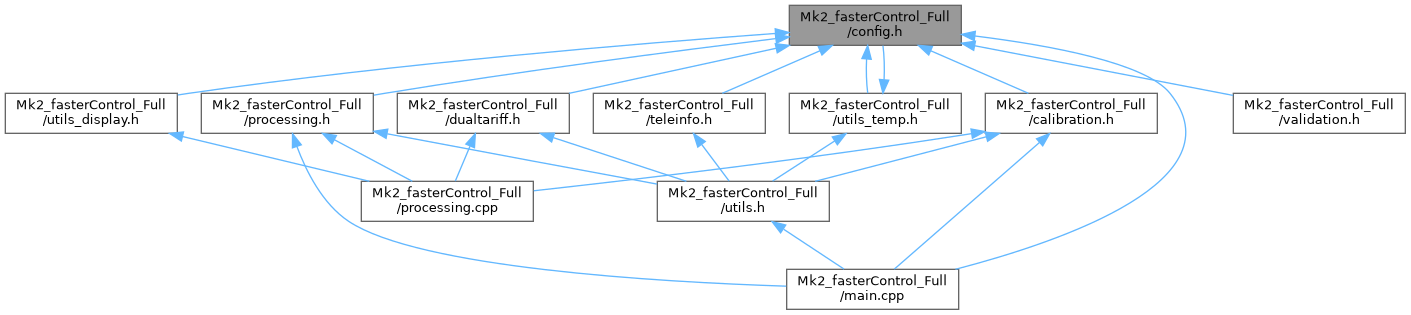 Mk2_fasterControl_Full
/config.h
Mk2_fasterControl_Full
/utils_display.h
Mk2_fasterControl_Full
/processing.h
Mk2_fasterControl_Full
/dualtariff.h
Mk2_fasterControl_Full
/teleinfo.h
Mk2_fasterControl_Full
/utils_temp.h
Mk2_fasterControl_Full
/calibration.h
Mk2_fasterControl_Full
/validation.h
Mk2_fasterControl_Full
/processing.cpp
Mk2_fasterControl_Full
/utils.h
Mk2_fasterControl_Full
/main.cpp